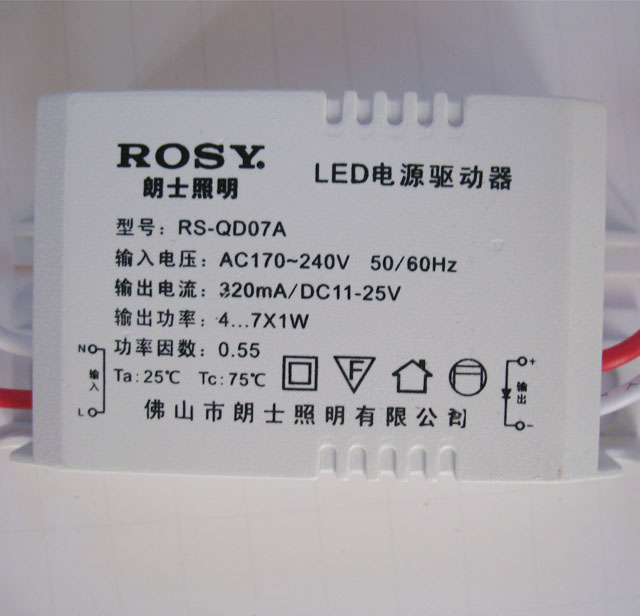 ROSY.
朗士照明
LED电源驱动器
型号: RS-QD07A
输入电压: AC170~240V 50/60Hz
输出电流: 320mA/DC11-25V
输出功率: 4...7X1W
功率因数: 0.55
Ta: 25℃ Tc: 75℃
N
输入
L
F
+
输出
-
佛山市朗士照明有限公司